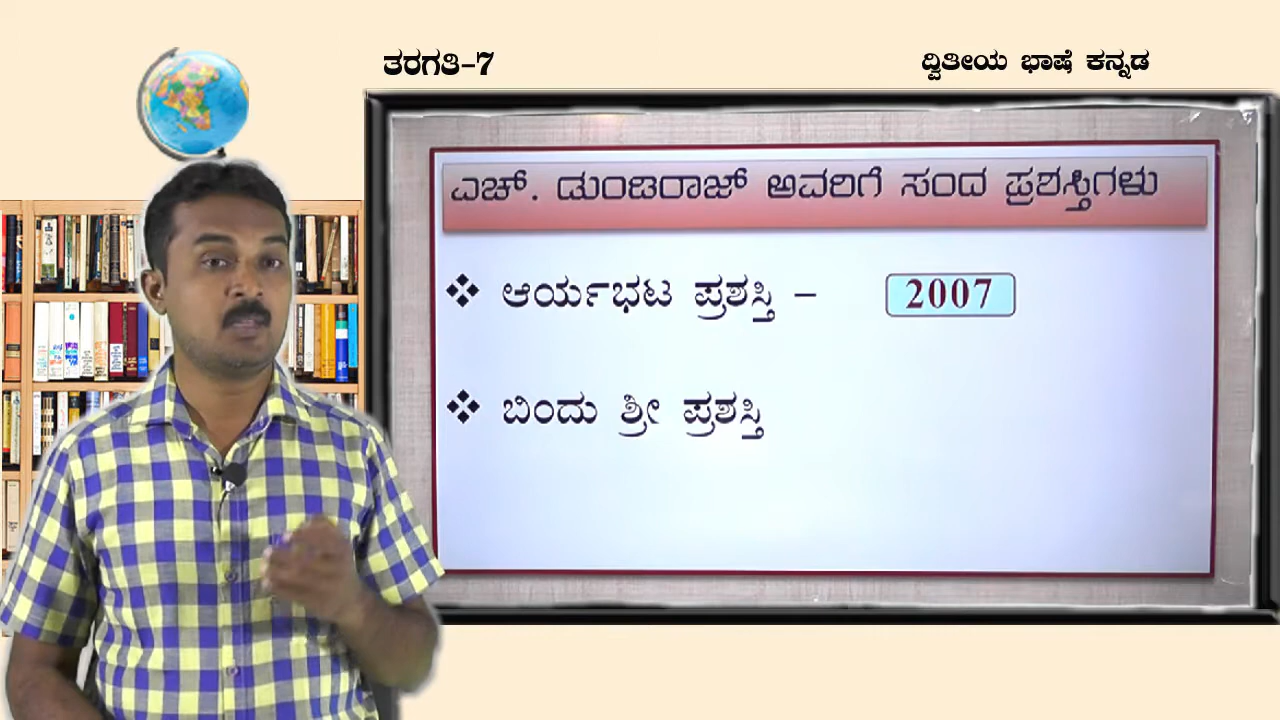 ತರಗತಿ-7
ದ್ವಿತೀಯ ಭಾಷೆ ಕನ್ನಡ
ಎಚ್. ಡುಂಡಿರಾಜ್ ಅವರಿಗೆ ಸಂದ ಪ್ರಶಸ್ತಿಗಳು
❖ ಆರ್ಯಭಟ ಪ್ರಶಸ್ತಿ – 2007
❖ ಬಿಂದು ಶ್ರೀ ಪ್ರಶಸ್ತಿ